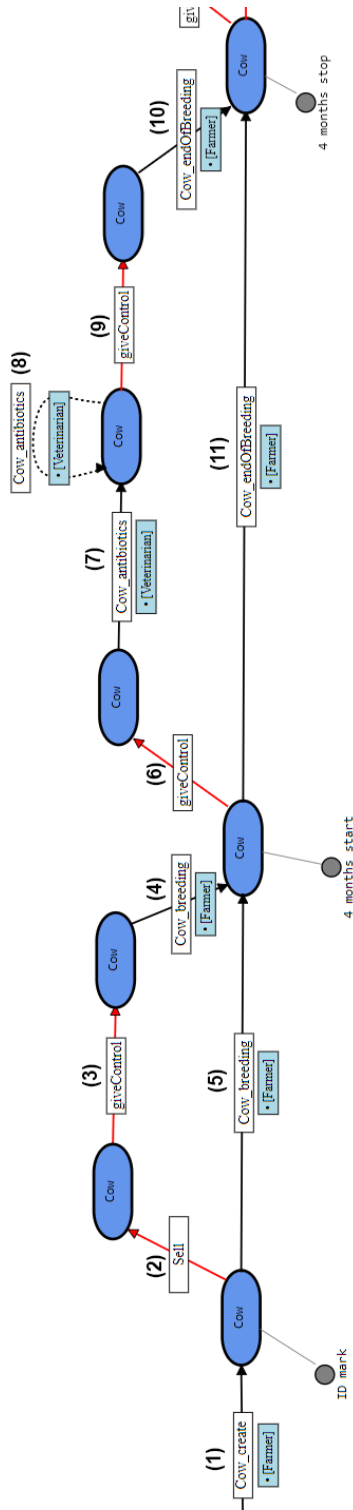 (1)
Cow_create
• [Farmer]
Cow
ID mark
(2)
Sell
Cow
(3)
giveControl
Cow
(4)
Cow_breeding
• [Farmer]
(5)
Cow_breeding
• [Farmer]
Cow
4 months start
(6)
giveControl
Cow
(7)
Cow_antibiotics
• [Veterinarian]
Cow
(8)
Cow_antibiotics
• [Veterinarian]
(9)
giveControl
Cow
(10)
Cow_endOfBreeding
• [Farmer]
(11)
Cow_endOfBreeding
• [Farmer]
Cow
4 months stop